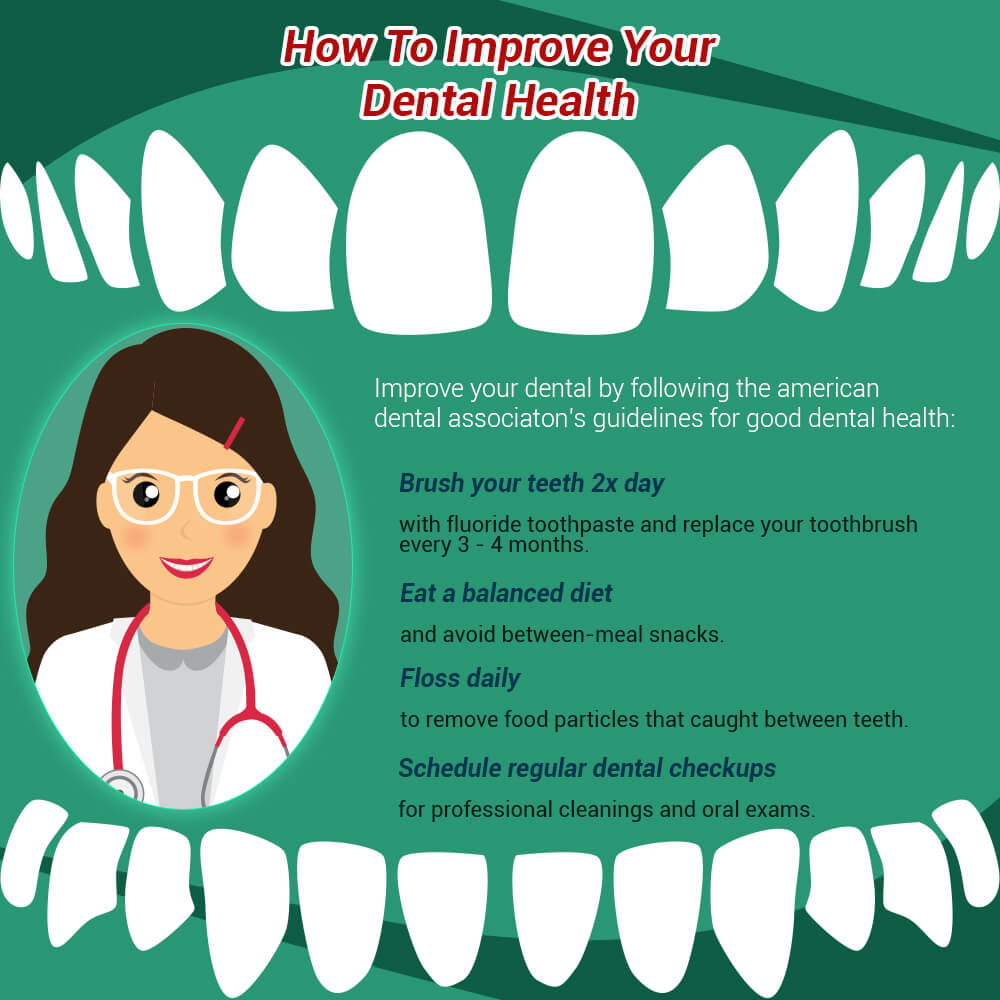 How To Improve Your
Dental Health
Improve your dental by following the american
dental associaton's guidelines for good dental health:
Brush your teeth 2x day
with fluoride toothpaste and replace your toothbrush
every 3 - 4 months.
Eat a balanced diet
and avoid between-meal snacks.
Floss daily
to remove food particles that caught between teeth.
Schedule regular dental checkups
for professional cleanings and oral exams.